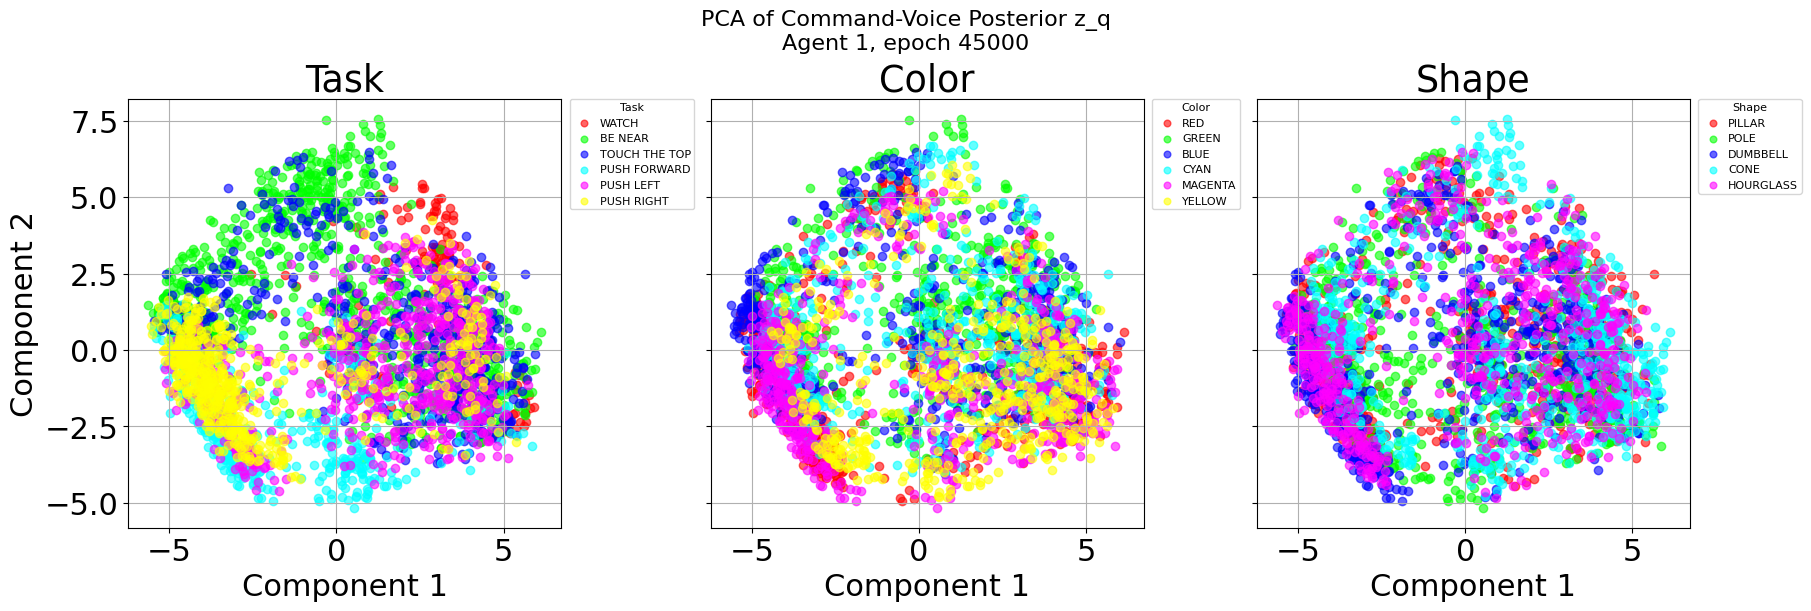 PCA of Command-Voice Posterior z_q
Agent 1, epoch 45000
Task
Component 2
7.5
5.0
2.5
0.0
−2.5
−5.0
−5
0
5
Component 1
Task
WATCH
BE NEAR
TOUCH THE TOP
PUSH FORWARD
PUSH LEFT
PUSH RIGHT
Color
−5
0
5
Component 1
Color
RED
GREEN
BLUE
CYAN
MAGENTA
YELLOW
Shape
−5
0
5
Component 1
Shape
PILLAR
POLE
DUMBBELL
CONE
HOURGLASS